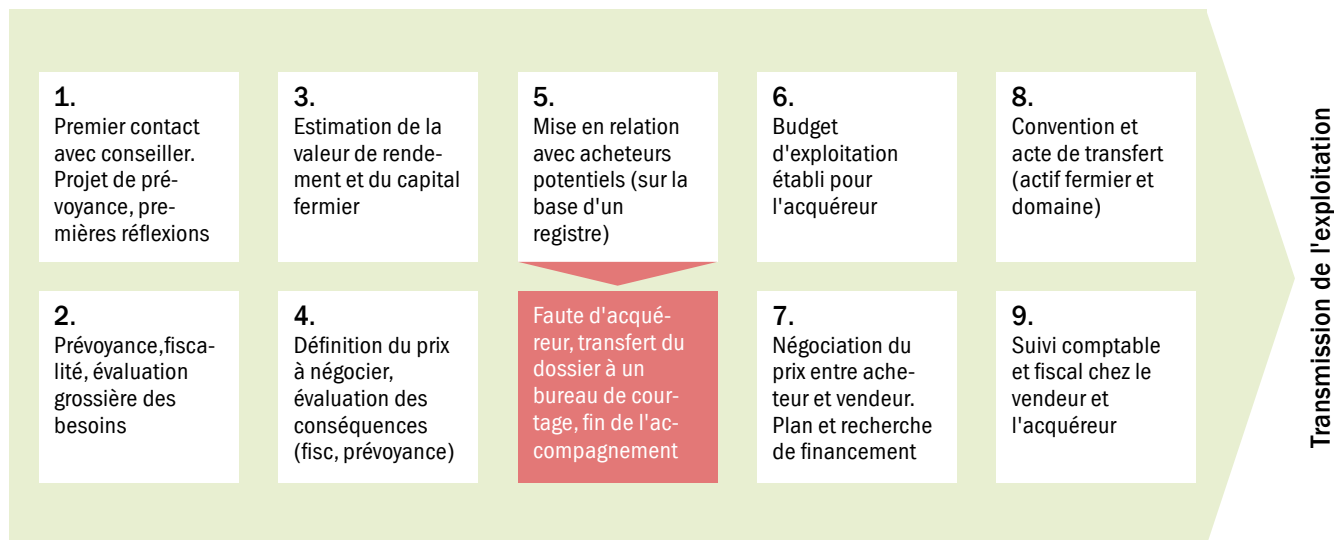 1.
Premier contact
avec conseiller.
Projet de pré-
voyance, pre-
mières réflexions
2.
Prévoyance,fisca-
lité, évaluation
grossière des
besoins
3.
Estimation de la
valeur de rende-
ment et du capital
fermier
4.
Définition du prix
à négocier,
évaluation des
conséquences
(fisc, prévoyance)
5.
Mise en relation
avec acheteurs
potentiels (sur la
base d'un
registre)
Faute d'acqué-
reur, transfert du
dossier à un
bureau de cour-
tage, fin de l'ac-
compagnement
6.
Budget
d'exploitation
établi pour
l'acquéreur
7.
Négociation du
prix entre ache-
teur et vendeur.
Plan et recherche
de financement
8.
Convention et
acte de transfert
(actif fermier et
domaine)
9.
Suivi comptable
et fiscal chez le
vendeur et
l'acquéreur
Transmission de l'exploitation